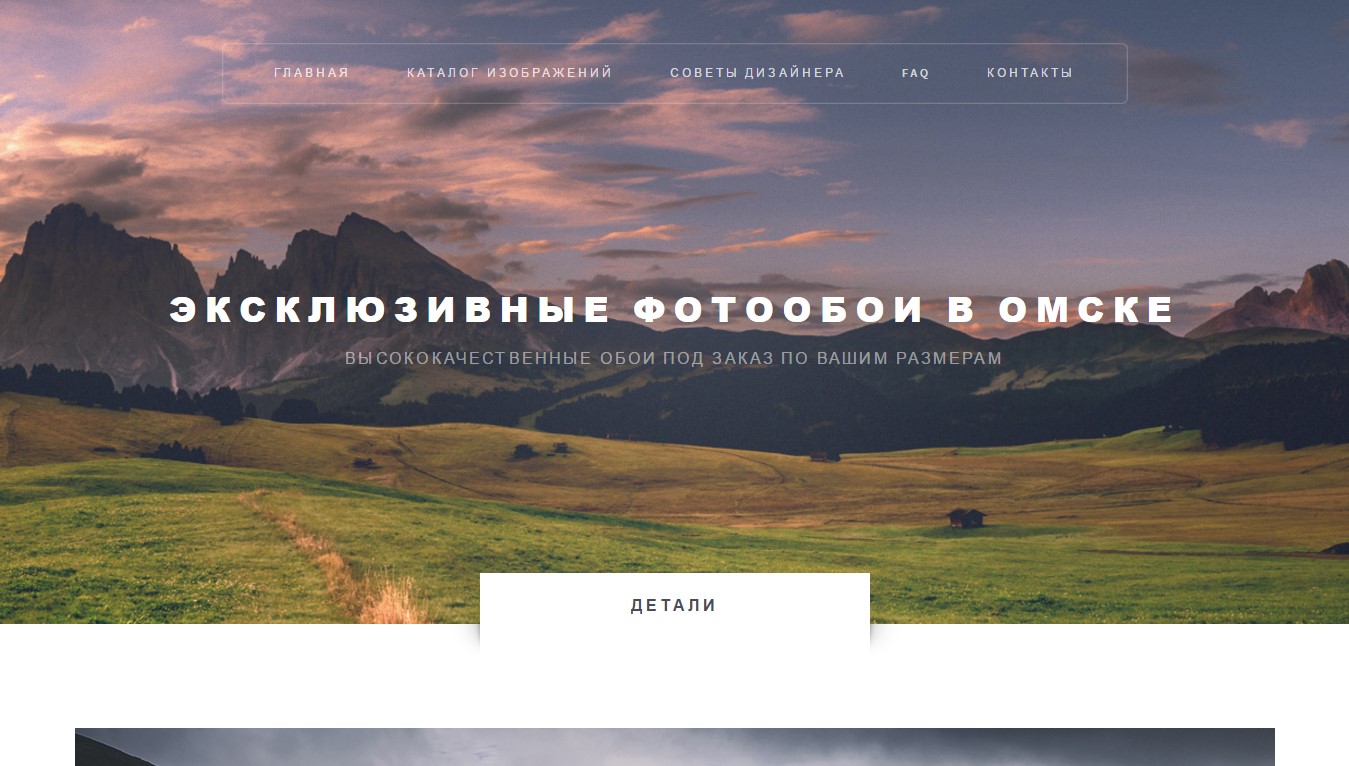 ГЛАВНАЯ КАТАЛОГ ИЗОБРАЖЕНИЙ СОВЕТЫ ДИЗАЙНЕРА FAQ КОНТАКТЫ
ЭКСКЛЮЗИВНЫЕ ФОТООБОИ В ОМСКЕ
ВЫСОКОКАЧЕСТВЕННЫЕ ОБОИ ПОД ЗАКАЗ ПО ВАШИМ РАЗМЕРАМ
ДЕТАЛИ